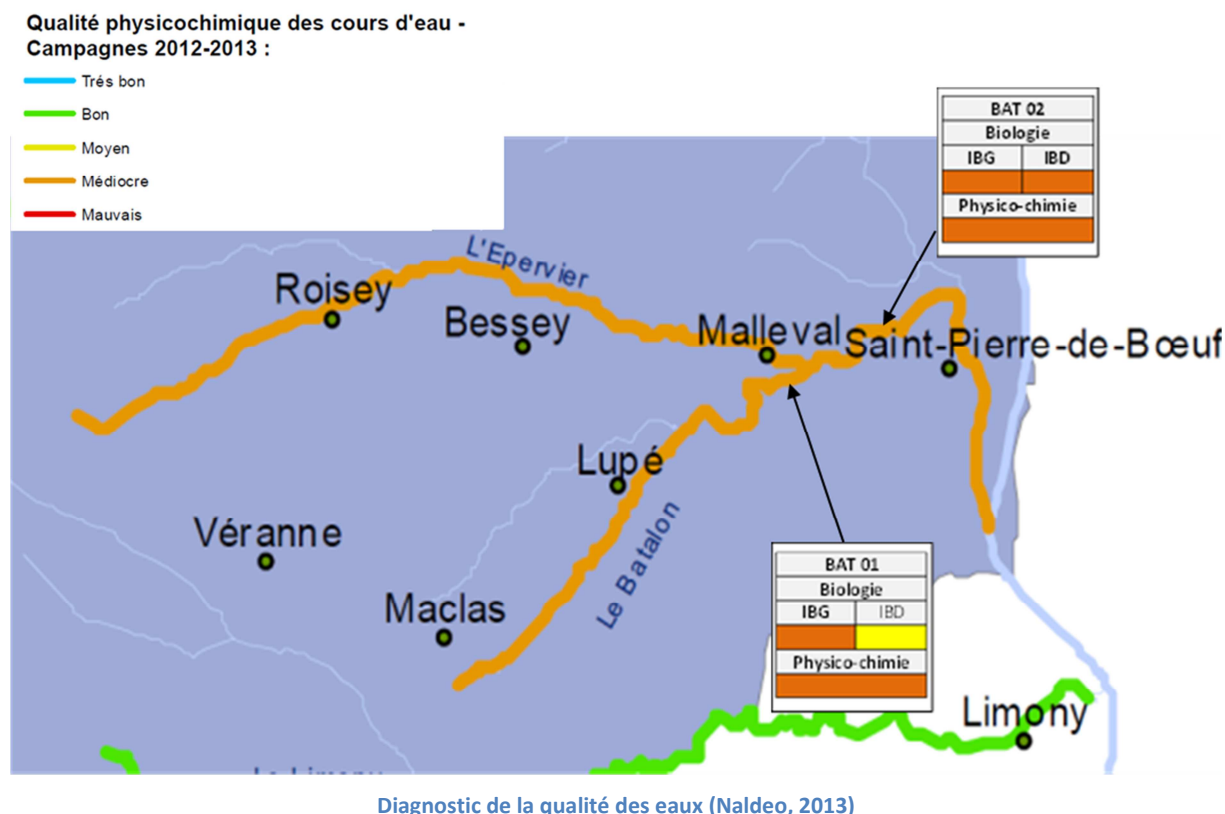 Qualité physicochimique des cours d'eau -
Campagnes 2012-2013 :
Trés bon
Bon
Moyen
Médiocre
Mauvais
BAT 02
Biologie
IBG IBD
Physico-chimie
L'Epervier
Roisey
Bessey
Malleval
Saint-Pierre-de-Bœuf
Lupé
Le Batalon
Véranne
Maclas
BAT 01
Biologie
IBG IBD
Physico-chimie
Limony
Le Limony
Diagnostic de la qualité des eaux (Naldeo, 2013)